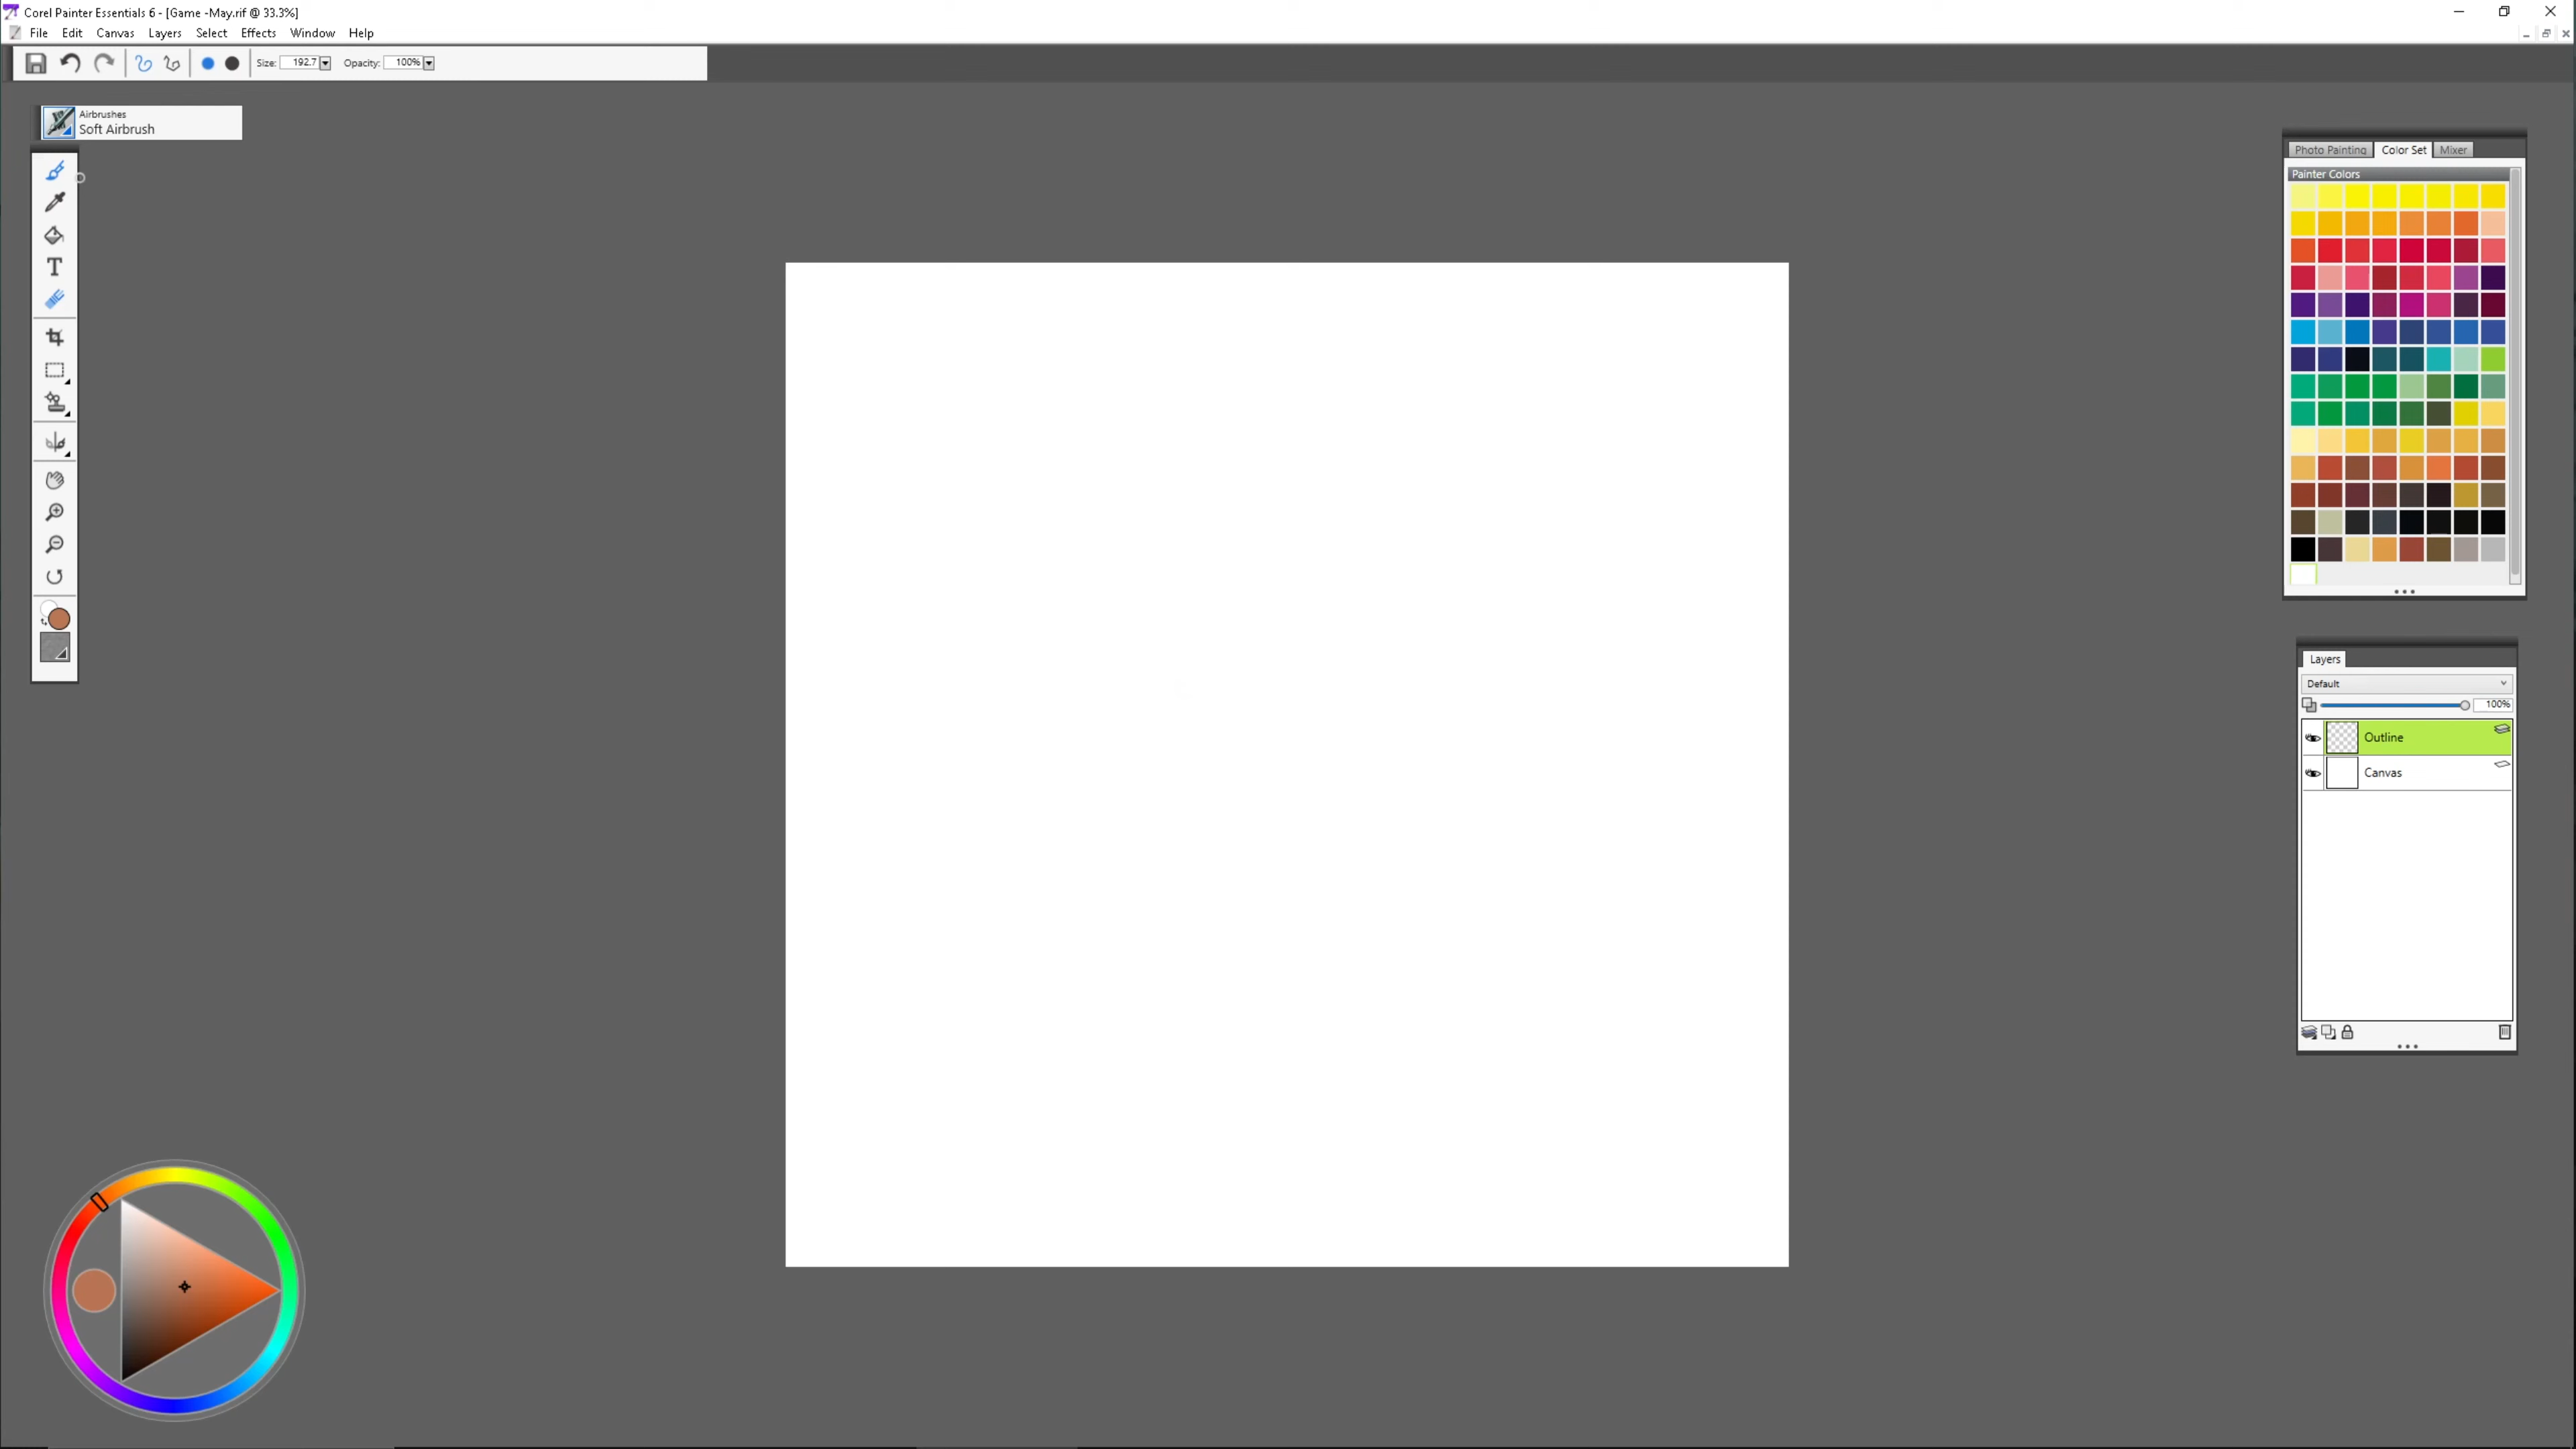 Corel Painter Essentials 6 - [Game -May.rif @ 33.3%]
File Edit Canvas Layers Select Effects Window Help
Size: 192.7 Opacity: 100%
Airbrushes
Soft Airbrush
T
Photo Painting Color Set Mixer
Painter Colors
Layers
Default
100%
Outline
Canvas